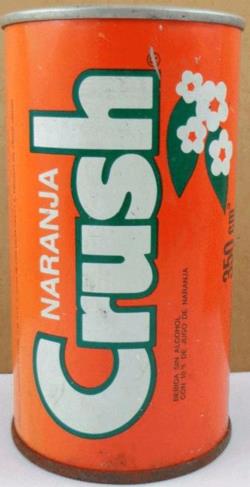 NARANJA
Crush
®
350 cm³
BEBIDA SIN ALCOHOL
CON 10 % DE JUGO DE NARANJA